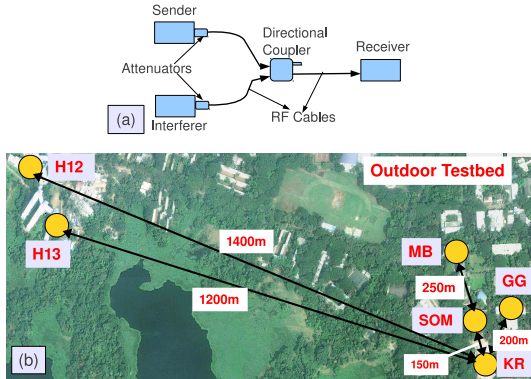 Sender
Directional
Coupler
Receiver
Attenuators
Interferer
RF Cables
(a)
H12
Outdoor Testbed
H13
1400m
MB
1200m
250m
GG
SOM
200m
(b)
150m
KR